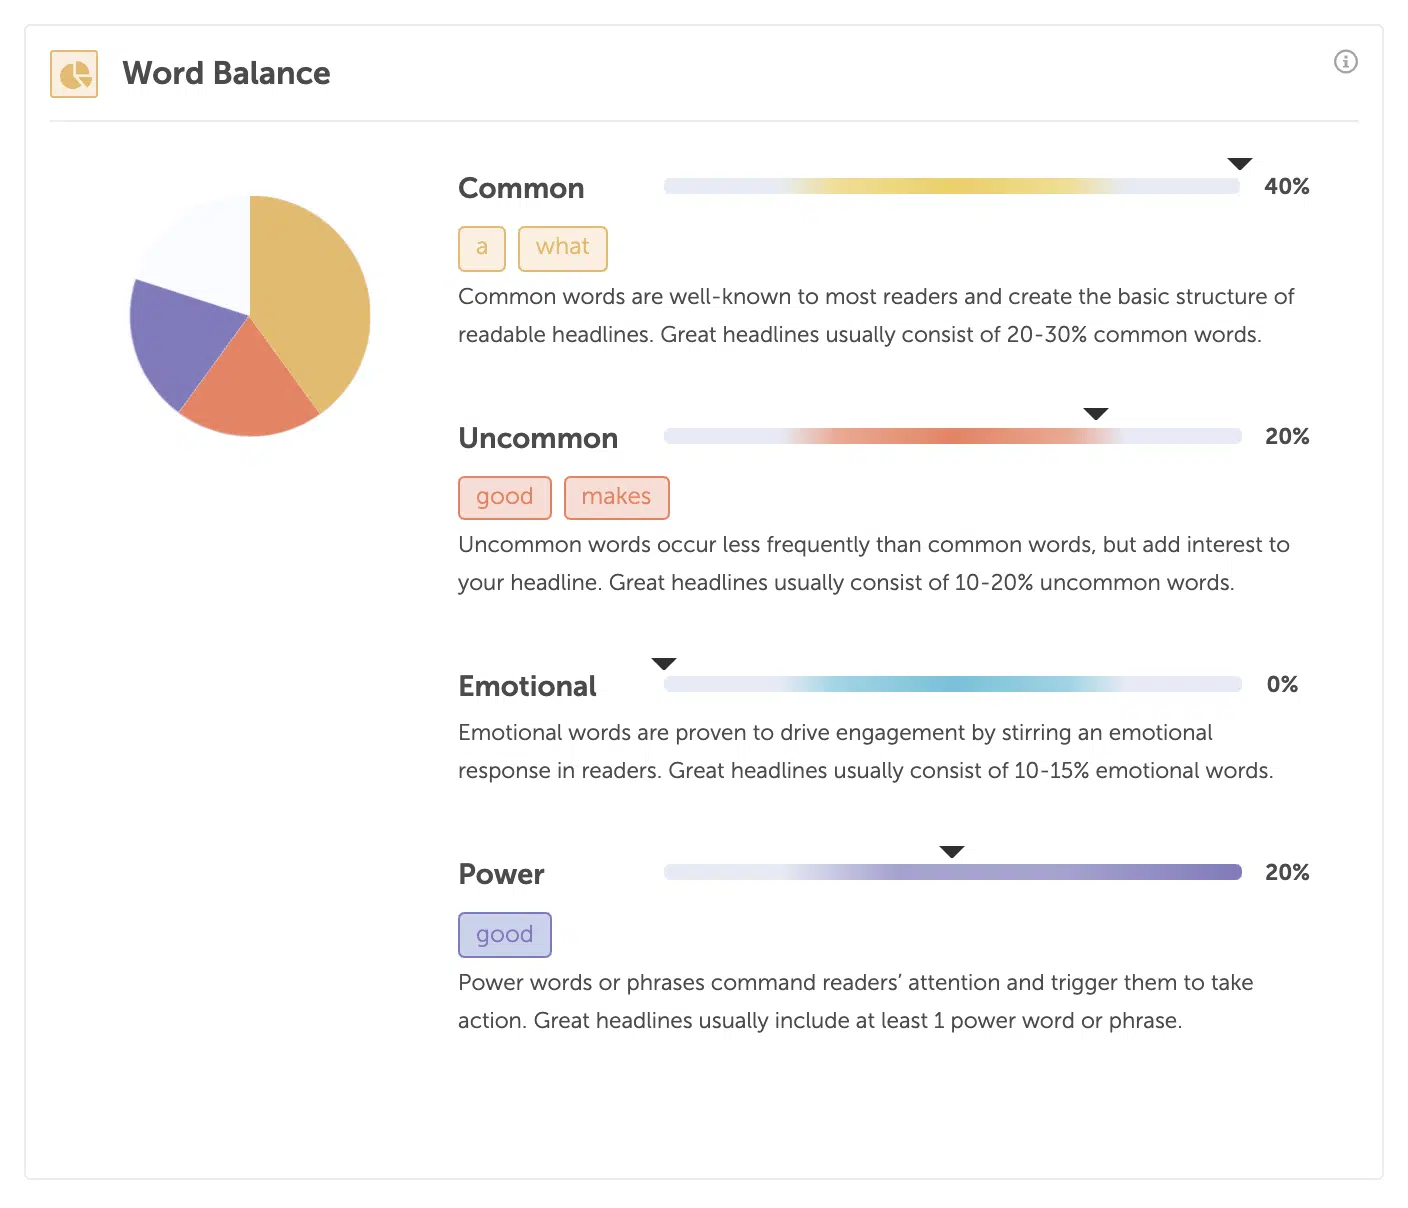 Word Balance
Common
40%
a what
Common words are well-known to most readers and create the basic structure of
readable headlines. Great headlines usually consist of 20-30% common words.
Uncommon
20%
good makes
Uncommon words occur less frequently than common words, but add interest to
your headline. Great headlines usually consist of 10-20% uncommon words.
Emotional
0%
Emotional words are proven to drive engagement by stirring an emotional
response in readers. Great headlines usually consist of 10-15% emotional words.
Power
20%
good
Power words or phrases command readers’ attention and trigger them to take
action. Great headlines usually include at least 1 power word or phrase.